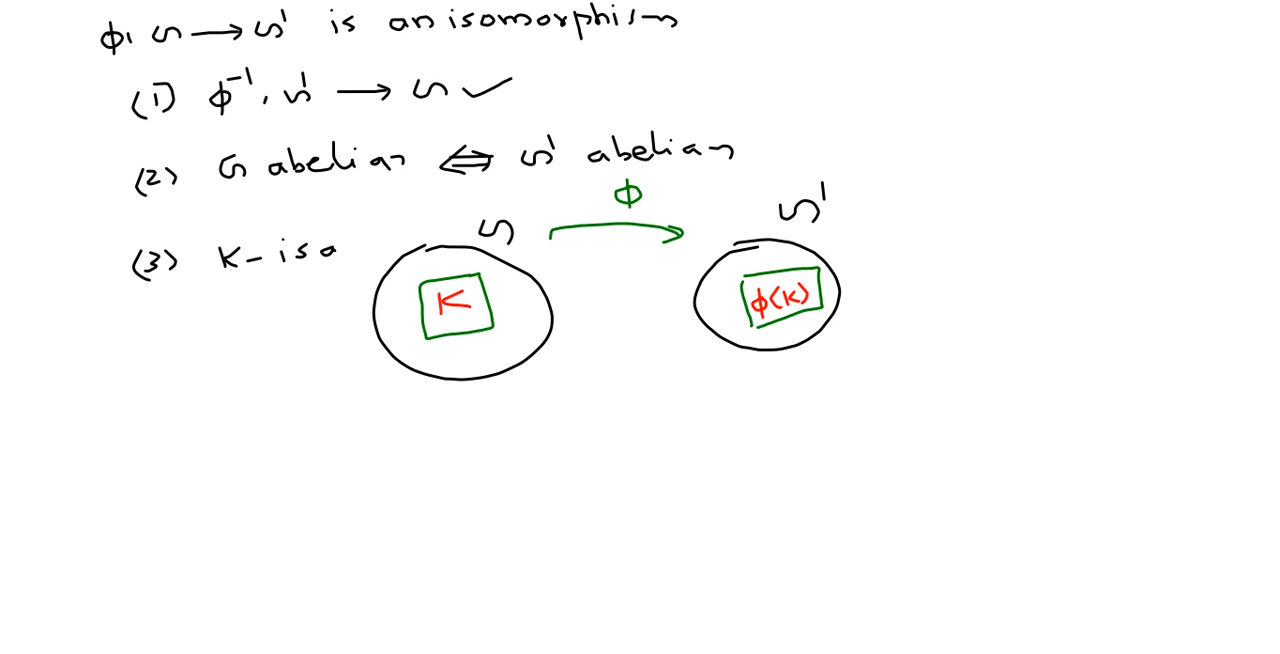 ϕ: G → G' is an isomorphism
(1) ϕ⁻¹: G' → G ✓
(2) G abelian ⇔ G' abelian
ϕ
G G'
(3) K - is a
K ϕ(K)